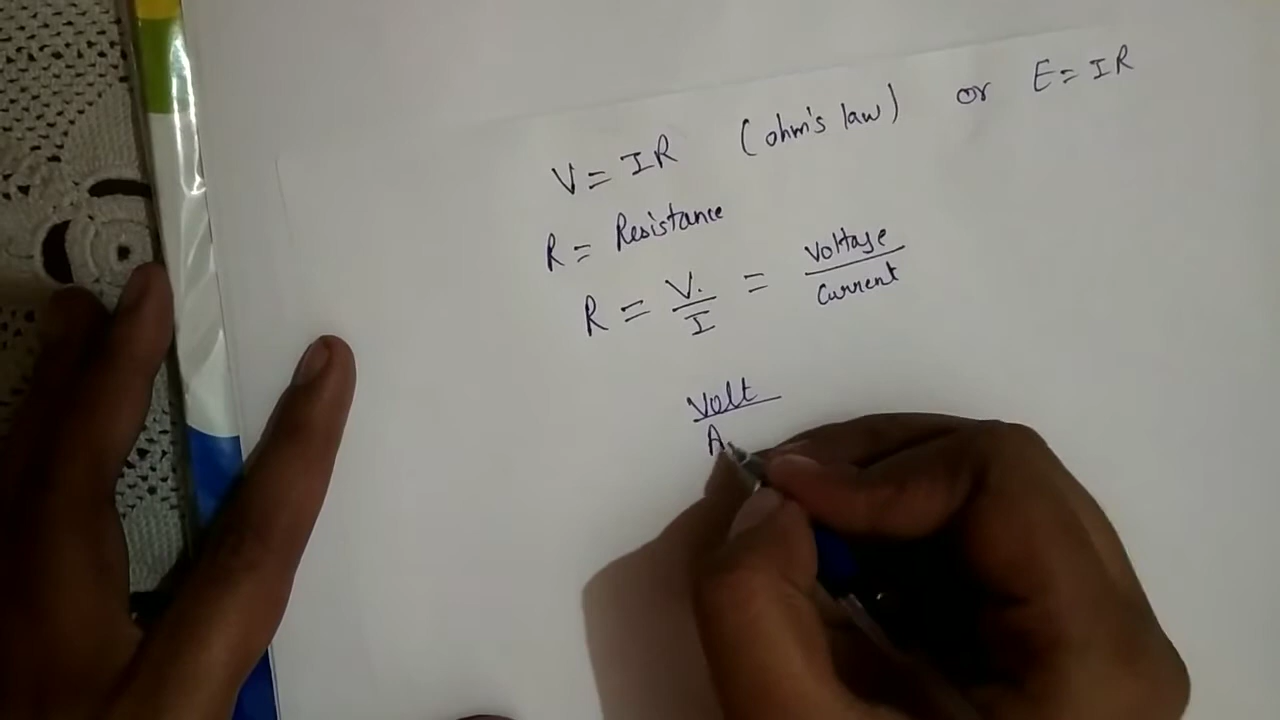 V = IR (ohm's law) or E = IR
R = Resistance
R = V. / I = Voltage / Current
Volt / A